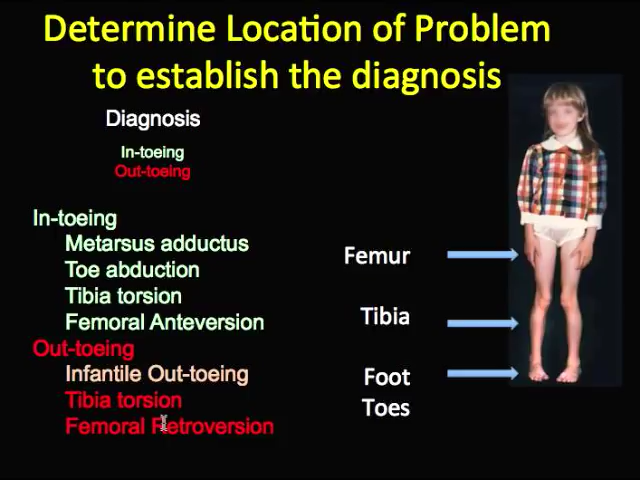 Determine Location of Problem
to establish the diagnosis
Diagnosis
In-toeing
Out-toeing
In-toeing
Metarsus adductus
Toe abduction
Tibia torsion
Femoral Anteversion
Out-toeing
Infantile Out-toeing
Tibia torsion
Femoral Retroversion
Femur
Tibia
Foot
Toes